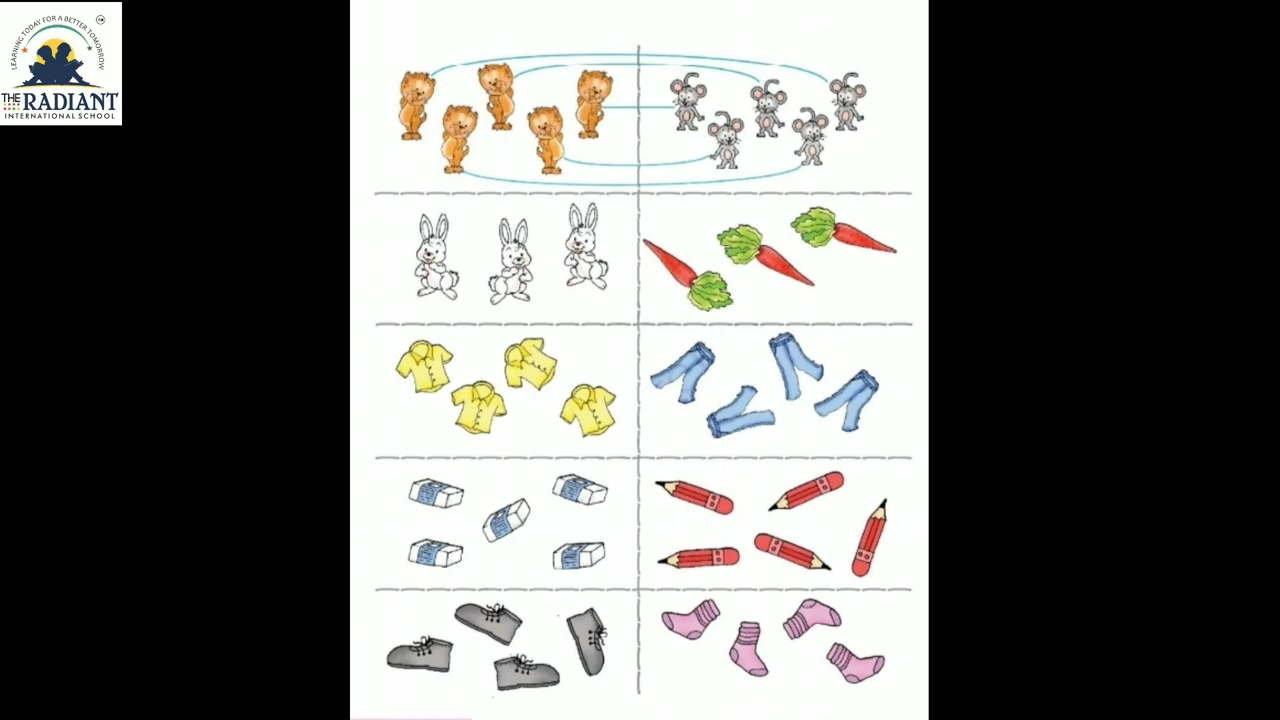 LEARNING TODAY FOR A BETTER TOMORROW
THE RADIANT
INTERNATIONAL SCHOOL